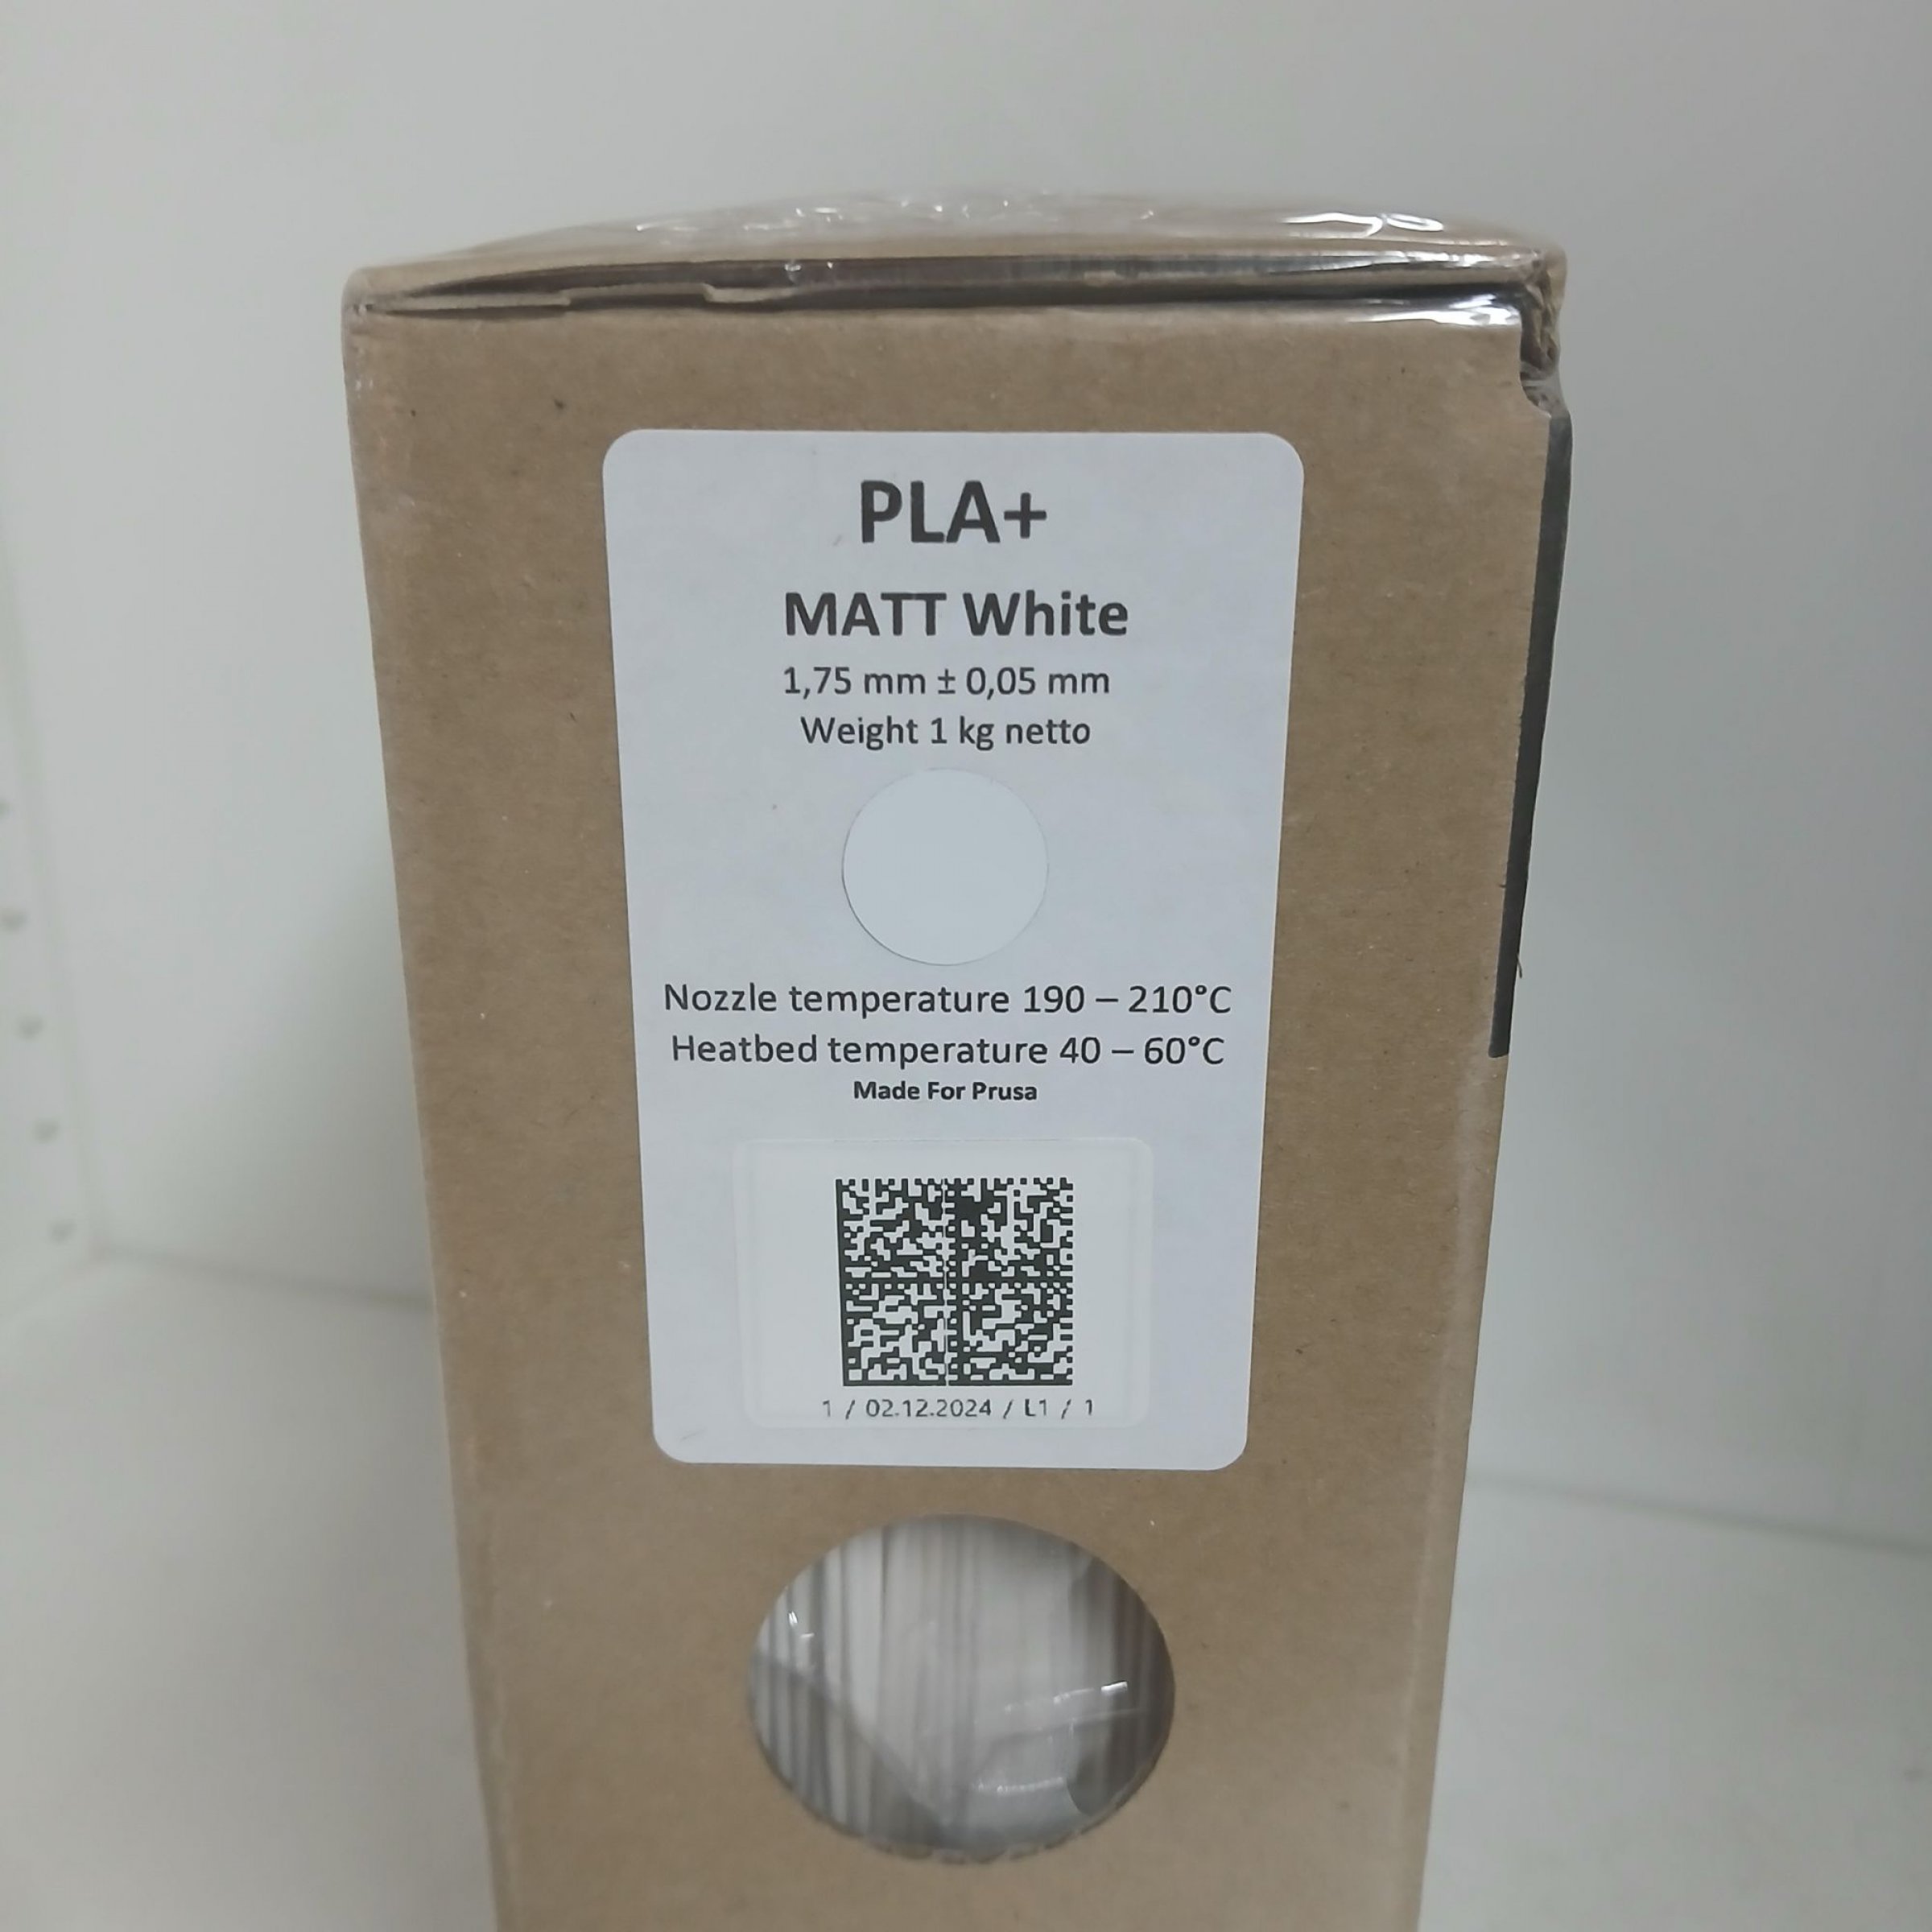 PLA+
MATT White
1,75 mm ± 0,05 mm
Weight 1 kg netto
Nozzle temperature 190 – 210°C
Heatbed temperature 40 – 60°C
Made For Prusa
1 / 02.12.2024 / L1 / 1